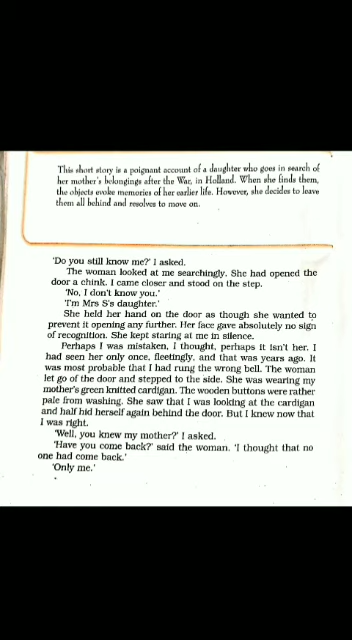 This short story is a poignant account of a daughter who goes in search of
her mother's belongings after the War, in Holland. When she finds them,
the objects evoke memories of her earlier life. However, she decides to leave
them all behind and resolves to move on.
'Do you still know me?' I asked.
The woman looked at me searchingly. She had opened the
door a chink. I came closer and stood on the step.
'No, I don't know you.'
'I'm Mrs S's daughter.'
She held her hand on the door as though she wanted to
prevent it opening any further. Her face gave absolutely no sign
of recognition. She kept staring at me in silence.
Perhaps I was mistaken, I thought, perhaps it isn't her. I
had seen her only once, fleetingly, and that was years ago. It
was most probable that I had rung the wrong bell. The woman
let go of the door and stepped to the side. She was wearing my
mother's green knitted cardigan. The wooden buttons were rather
pale from washing. She saw that I was looking at the cardigan
and half hid herself again behind the door. But I knew now that
I was right.
'Well, you knew my mother?' I asked.
'Have you come back?' said the woman. 'I thought that no
one had come back.'
'Only me.'